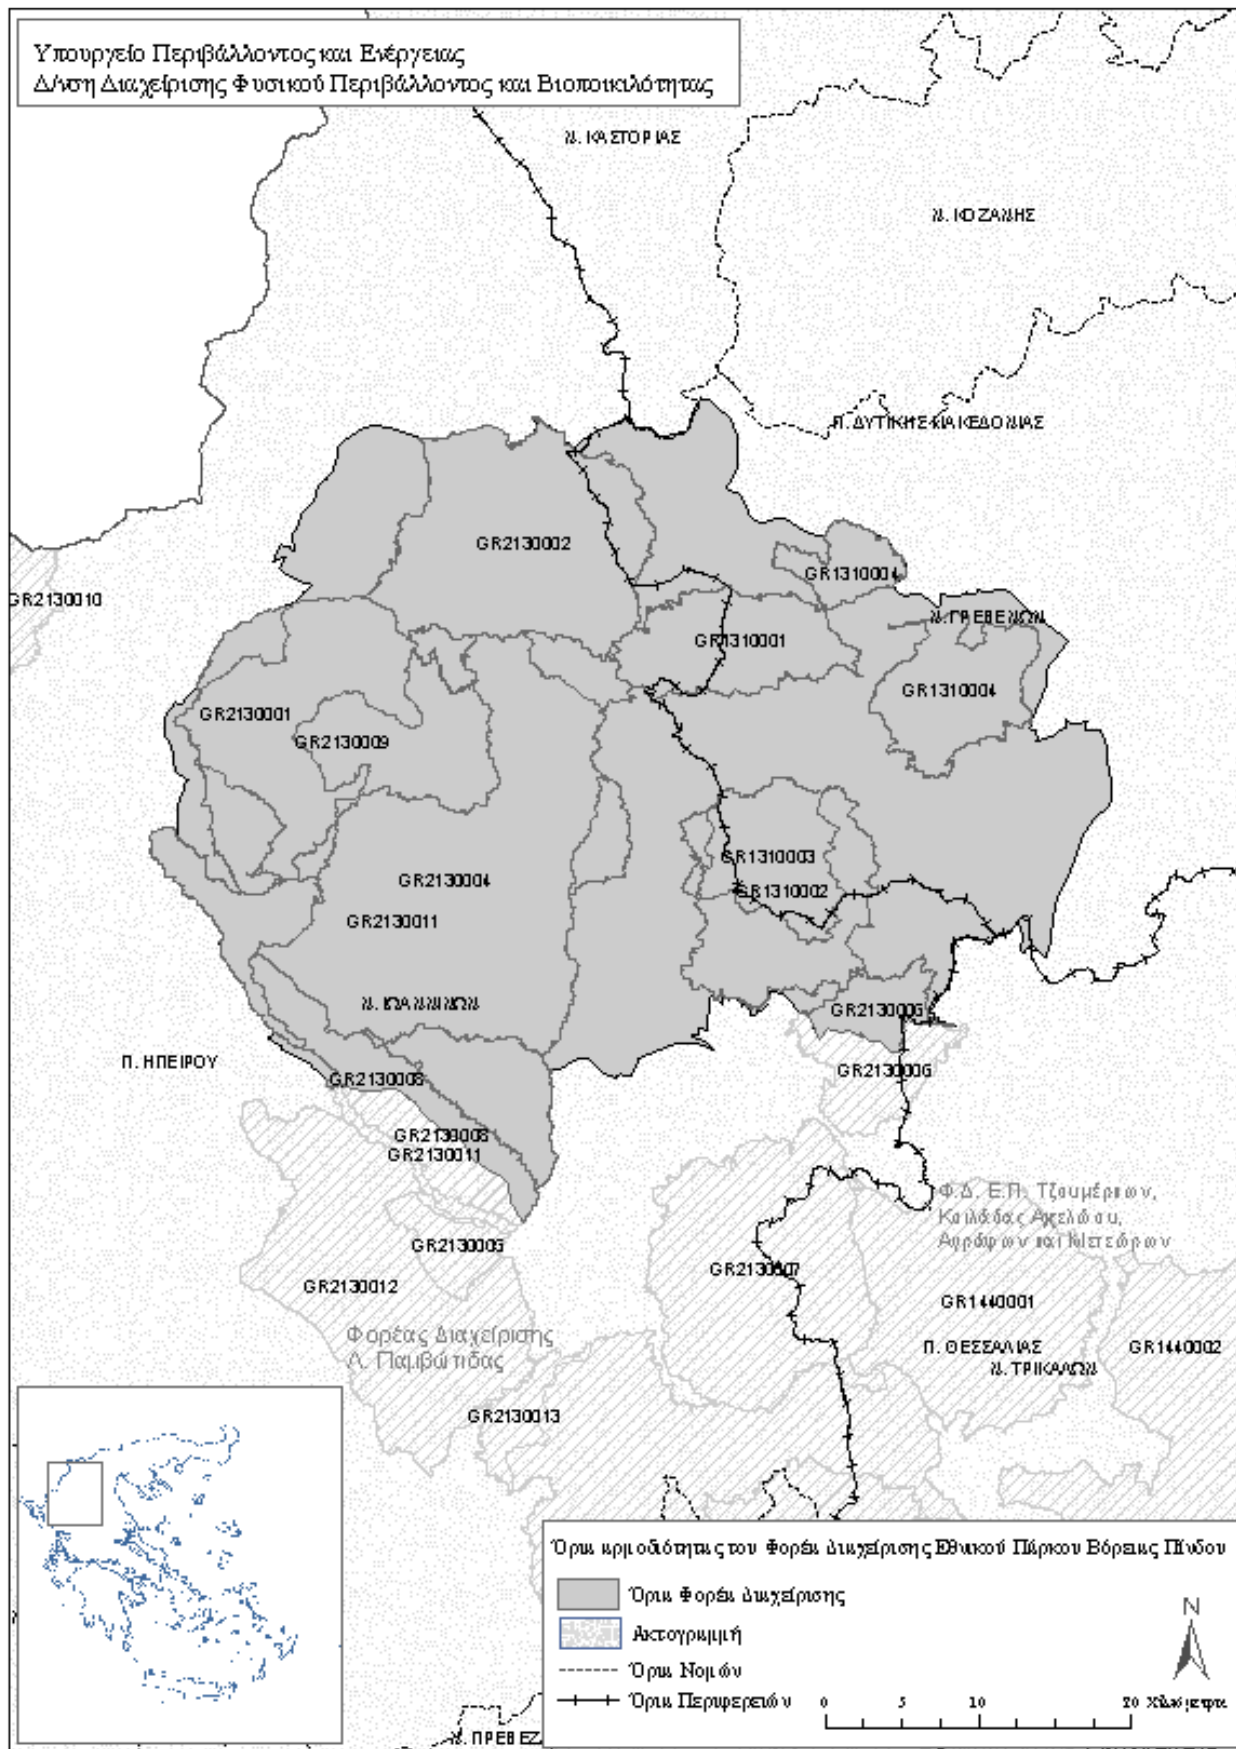 Υπουργείο Περιβάλλοντος και Ενέργειας
Δ/νση Διαχείρισης Φυσικού Περιβάλλοντος και Βιοποικιλότητας
Ν. ΚΑΣΤΟΡΙΑΣ
Ν. ΚΟΖΑΝΗΣ
Π. ΔΥΤΙΚΗΣ ΜΑΚΕΔΟΝΙΑΣ
GR2130002
GR1310004
GR2130010
Ν. ΓΡΕΒΕΝΩΝ
GR1310001
GR1310004
GR2130001
GR2130009
GR1310003
GR2130004
GR1310002
GR2130011
Ν. ΙΩΑΝΝΙΝΩΝ
GR2130006
Π. ΗΠΕΙΡΟΥ
GR2130006
GR2130008
GR2130008
GR2130011
Φ.Δ. Ε.Π. Τζουμέρκων,
Κοιλάδας Αχελώου,
Αγράφων και Μετεώρων
GR2130005
GR2130007
GR2130012
GR1440001
Φορέας Διαχείρισης
Λ. Παμβώτιδας
Π. ΘΕΣΣΑΛΙΑΣ
GR1440002
Ν. ΤΡΙΚΑΛΩΝ
GR2130013
Όρια αρμοδιότητας του Φορέα Διαχείρισης Εθνικού Πάρκου Βόρειας Πίνδου
Όρια Φορέα Διαχείρισης
Ακτογραμμή
Όρια Νομών
Όρια Περιφερειών
N
0 5 10 20 Χιλιόμετρα
Ν. ΠΡΕΒΕΖ